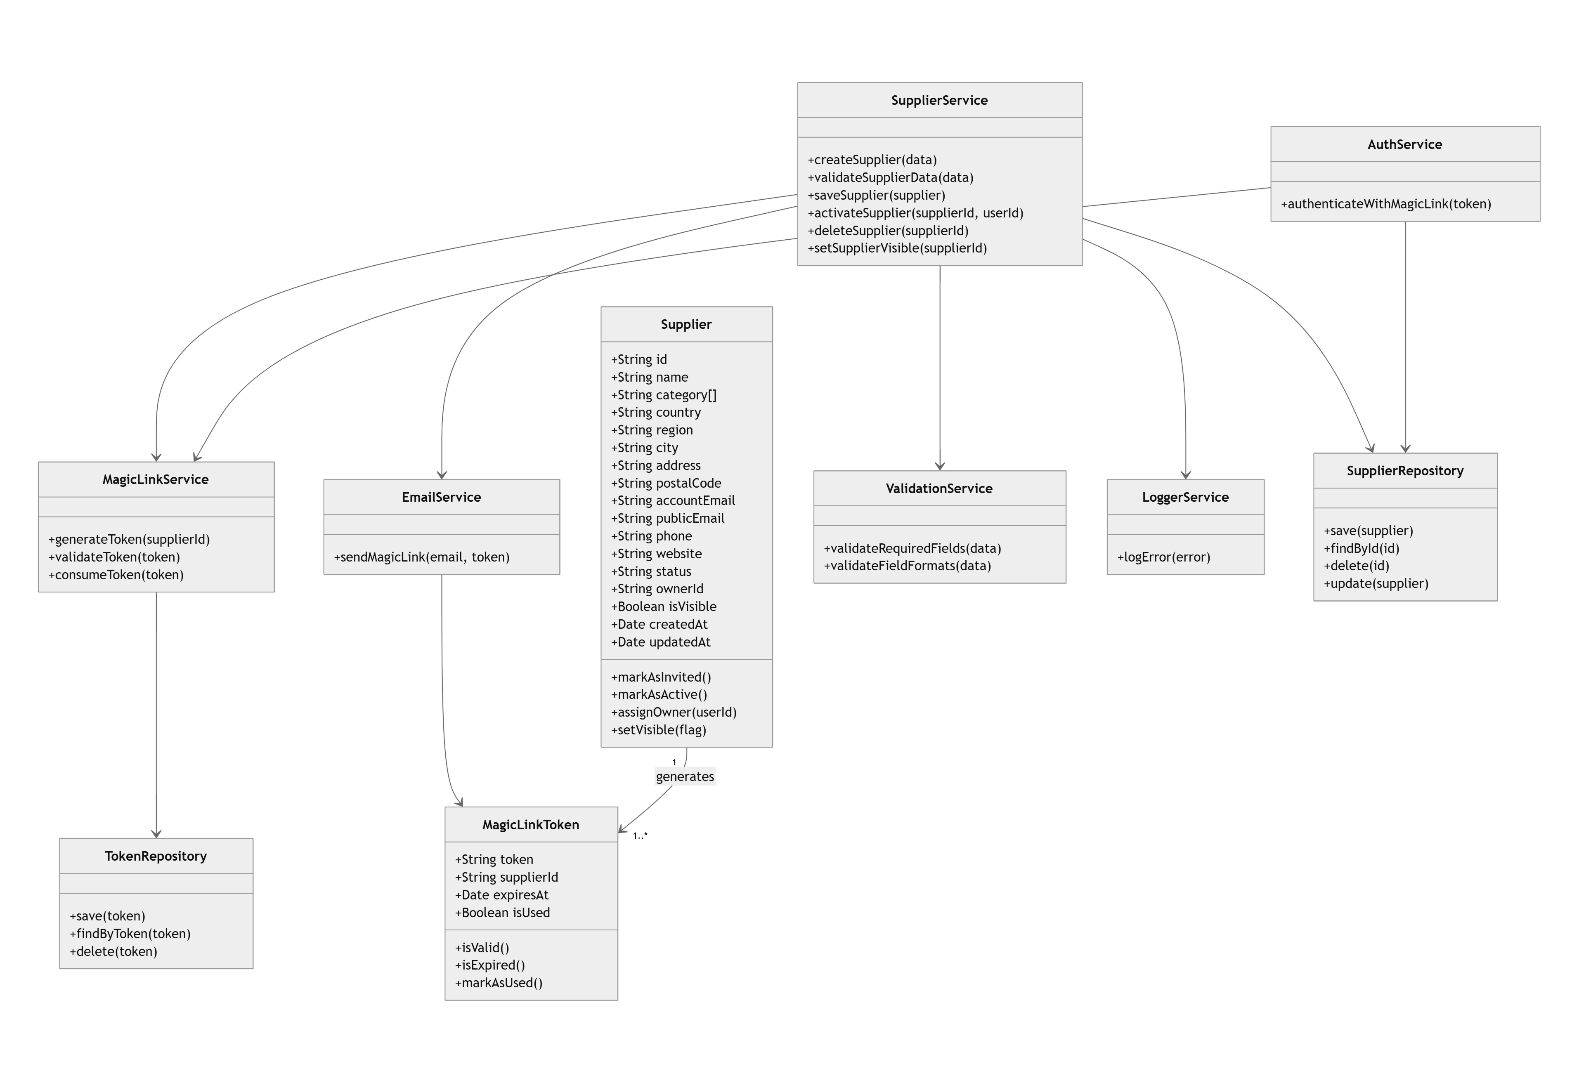 SupplierService
+createSupplier(data)
+validateSupplierData(data)
+saveSupplier(supplier)
+activateSupplier(supplierId, userId)
+deleteSupplier(supplierId)
+setSupplierVisible(supplierId)
AuthService
+authenticateWithMagicLink(token)
Supplier
+String id
+String name
+String category[]
+String country
+String region
+String city
+String address
+String postalCode
+String accountEmail
+String publicEmail
+String phone
+String website
+String status
+String ownerId
+Boolean isVisible
+Date createdAt
+Date updatedAt
+markAsInvited()
+markAsActive()
+assignOwner(userId)
+setVisible(flag)
MagicLinkService
+generateToken(supplierId)
+validateToken(token)
+consumeToken(token)
EmailService
+sendMagicLink(email, token)
ValidationService
+validateRequiredFields(data)
+validateFieldFormats(data)
LoggerService
+logError(error)
SupplierRepository
+save(supplier)
+findById(id)
+delete(id)
+update(supplier)
1
generates
1..*
TokenRepository
+save(token)
+findByToken(token)
+delete(token)
MagicLinkToken
+String token
+String supplierId
+Date expiresAt
+Boolean isUsed
+isValid()
+isExpired()
+markAsUsed()